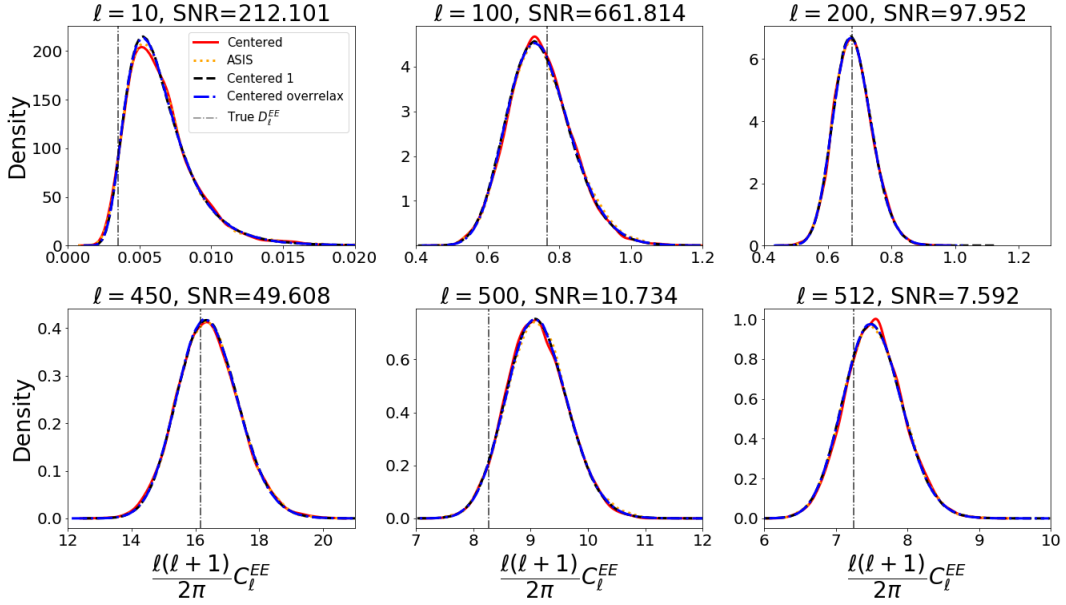 ℓ = 10, SNR=212.101
ℓ = 100, SNR=661.814
ℓ = 200, SNR=97.952
Density
200
150
100
50
0
0.000 0.005 0.010 0.015 0.020
Centered
ASIS
Centered 1
Centered overrelax
True D_ℓ^{EE}
4
3
2
1
0.4 0.6 0.8 1.0 1.2
6
4
2
0
0.4 0.6 0.8 1.0 1.2
ℓ = 450, SNR=49.608
ℓ = 500, SNR=10.734
ℓ = 512, SNR=7.592
Density
0.4
0.3
0.2
0.1
0.0
12 14 16 18 20
0.6
0.4
0.2
0.0
7 8 9 10 11 12
1.0
0.8
0.6
0.4
0.2
0.0
6 7 8 9 10
ℓ(ℓ + 1)/2π C_ℓ^{EE}
ℓ(ℓ + 1)/2π C_ℓ^{EE}
ℓ(ℓ + 1)/2π C_ℓ^{EE}